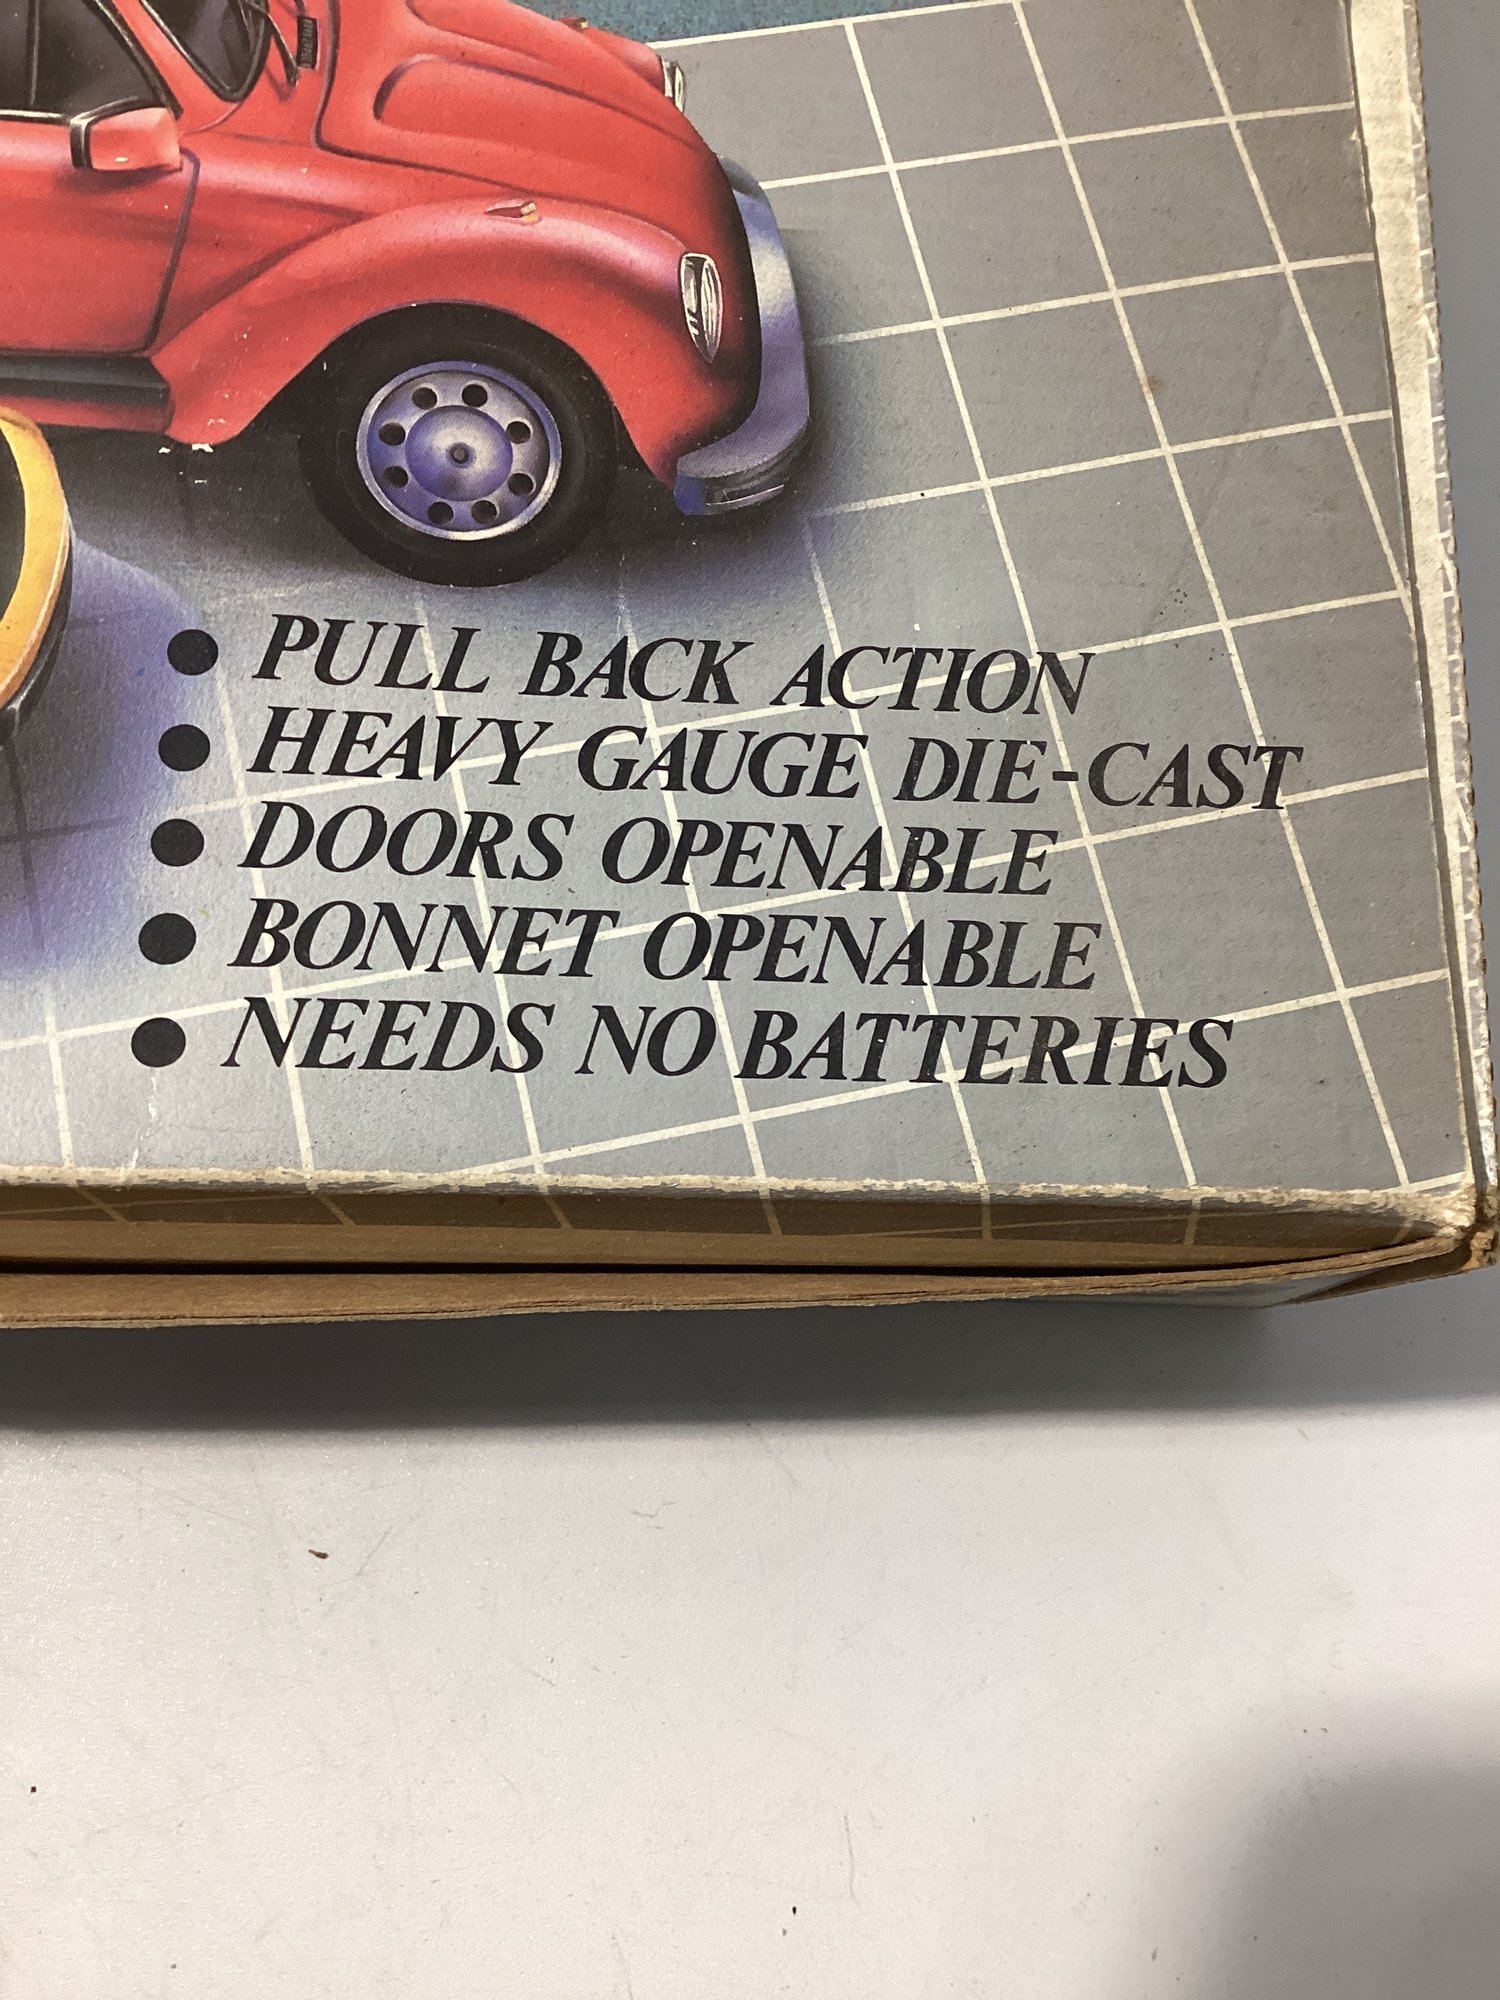 ● PULL BACK ACTION
● HEAVY GAUGE DIE-CAST
● DOORS OPENABLE
● BONNET OPENABLE
● NEEDS NO BATTERIES